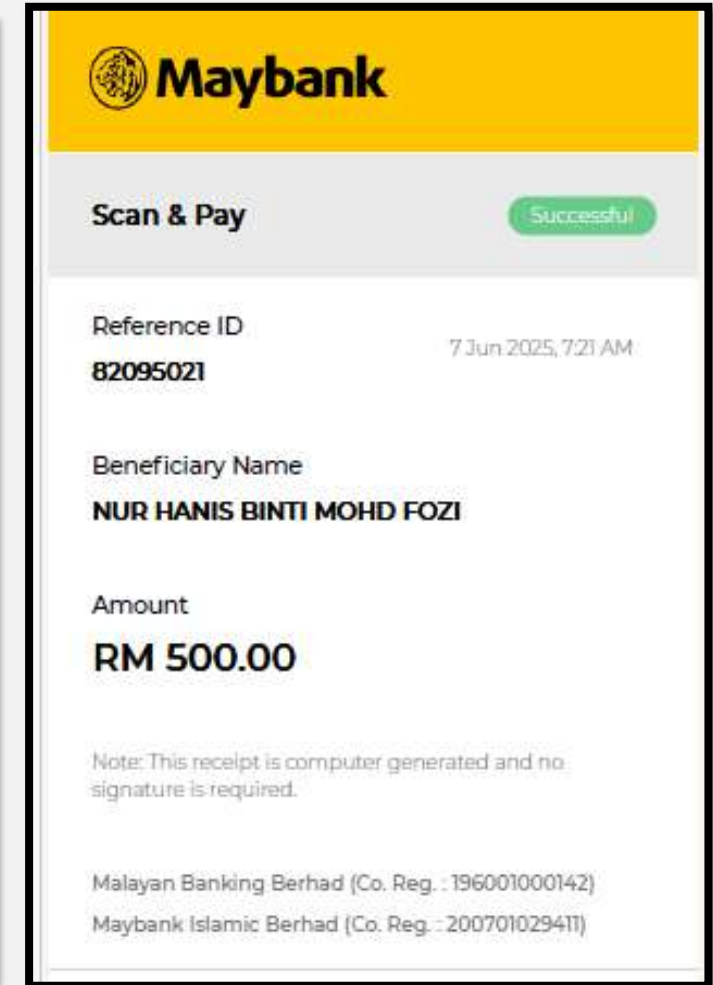 Maybank
Scan & Pay
Successful
Reference ID
7 Jun 2025, 7:21 AM
82095021
Beneficiary Name
NUR HANIS BINTI MOHD FOZI
Amount
RM 500.00
Note: This receipt is computer generated and no
signature is required.
Malayan Banking Berhad (Co. Reg. : 196001000142)
Maybank Islamic Berhad (Co. Reg. : 200701029411)